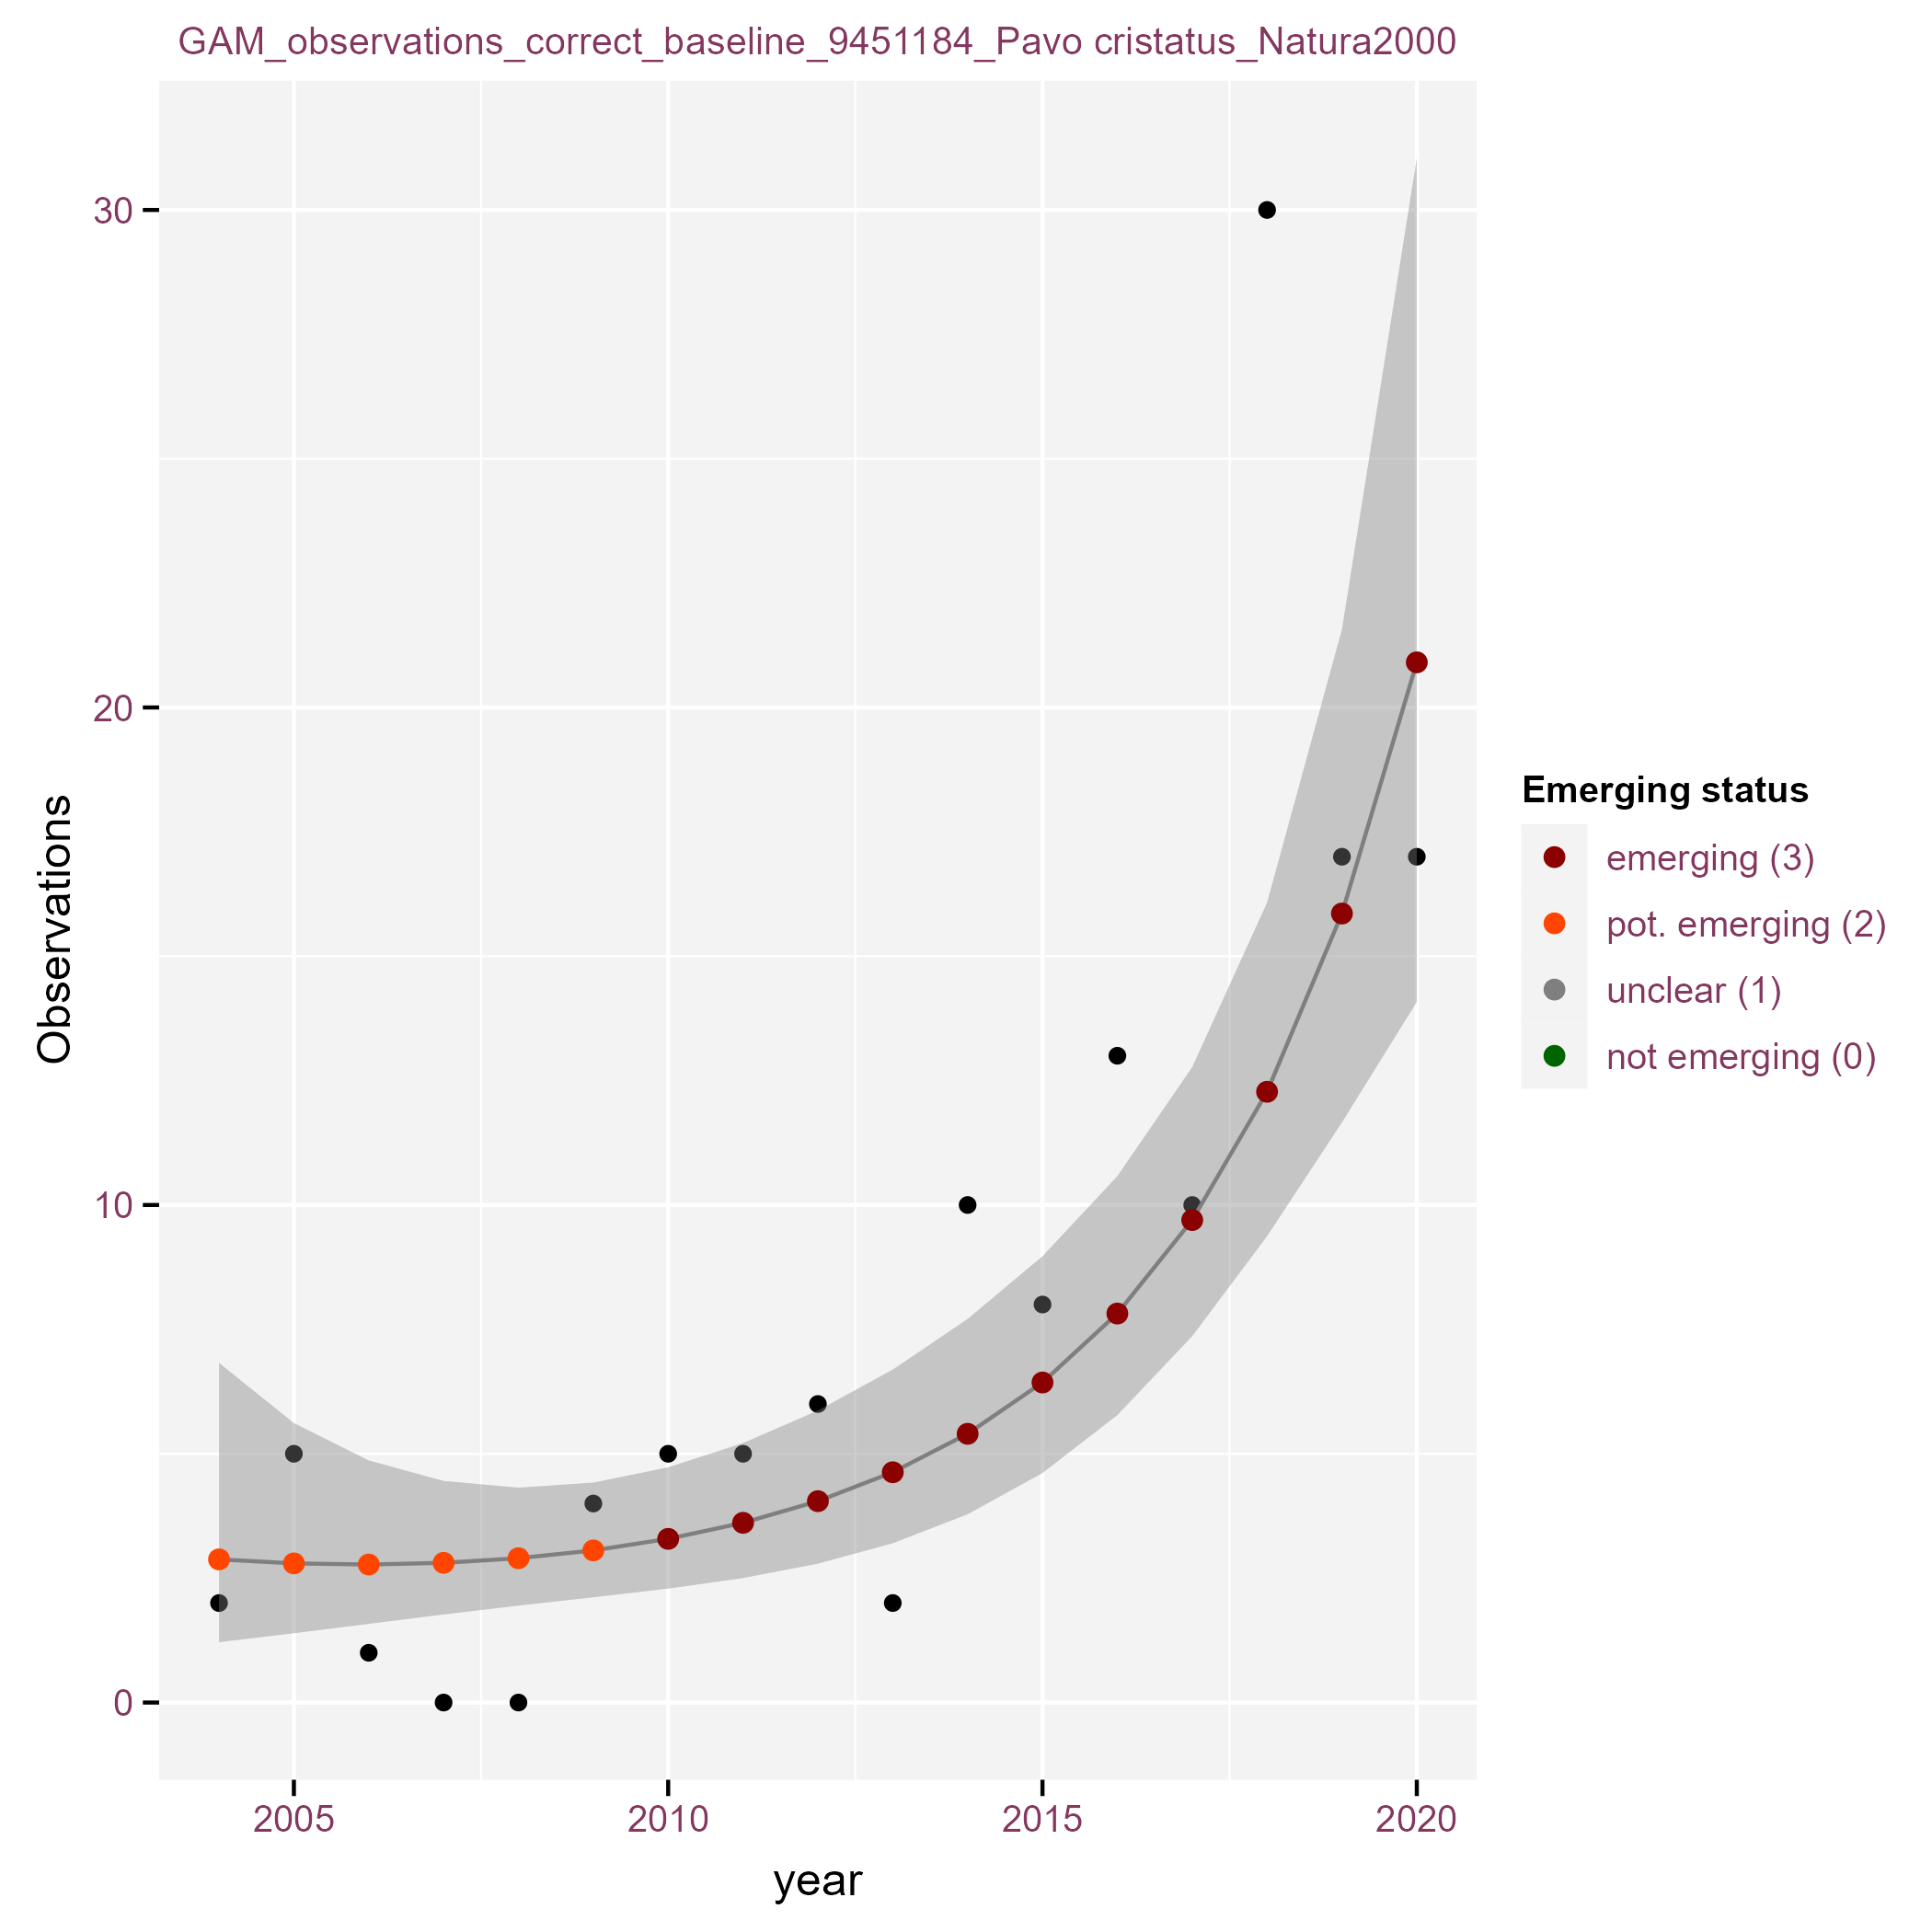 GAM_observations_correct_baseline_9451184_Pavo cristatus_Natura2000
30
20
10
0
Observations
2005 2010 2015 2020
year
Emerging status
emerging (3)
pot. emerging (2)
unclear (1)
not emerging (0)